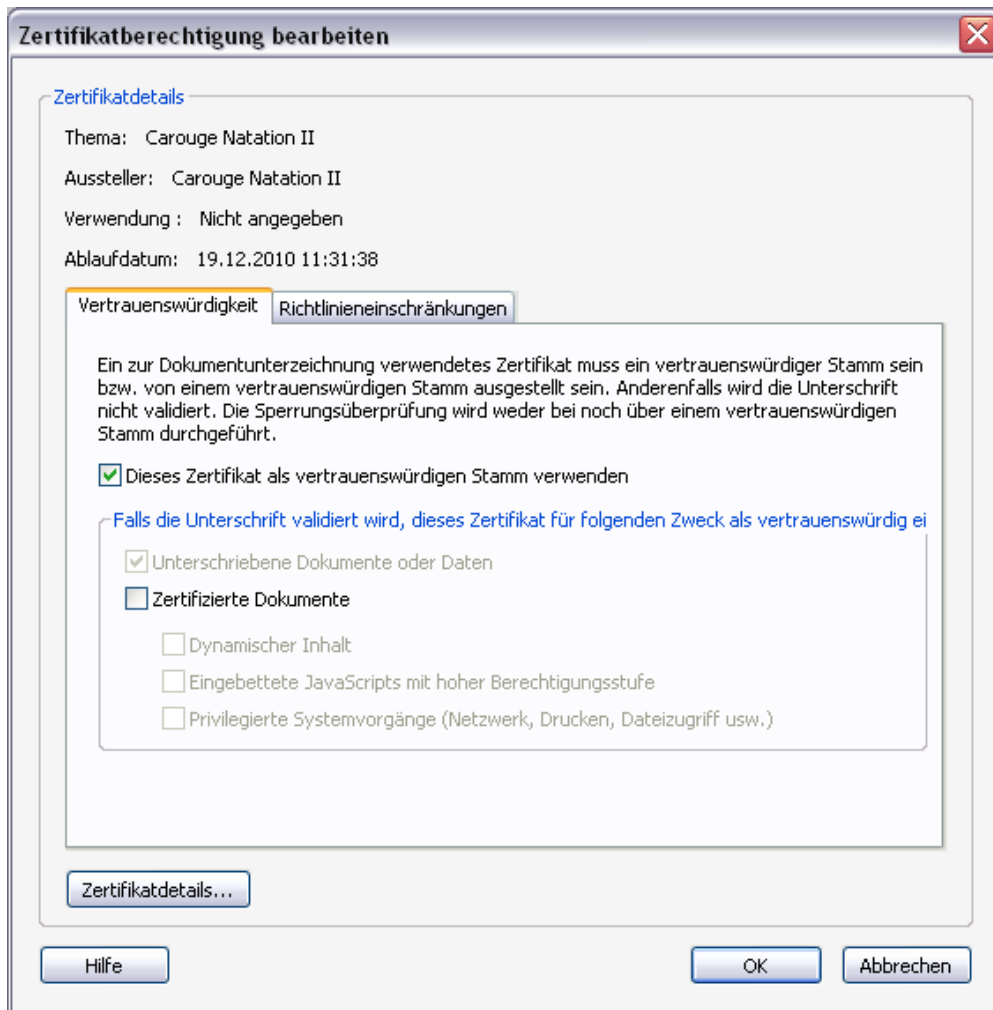 Zertifikatberechtigung bearbeiten
Zertifikatdetails
Thema: Carouge Natation II
Aussteller: Carouge Natation II
Verwendung : Nicht angegeben
Ablaufdatum: 19.12.2010 11:31:38
Vertrauenswürdigkeit Richtlinieneinschränkungen
Ein zur Dokumentunterzeichnung verwendetes Zertifikat muss ein vertrauenswürdiger Stamm sein
bzw. von einem vertrauenswürdigen Stamm ausgestellt sein. Anderenfalls wird die Unterschrift
nicht validiert. Die Sperrungsüberprüfung wird weder bei noch über einem vertrauenswürdigen
Stamm durchgeführt.
Dieses Zertifikat als vertrauenswürdigen Stamm verwenden
Falls die Unterschrift validiert wird, dieses Zertifikat für folgenden Zweck als vertrauenswürdig ei
Unterschriebene Dokumente oder Daten
Zertifizierte Dokumente
Dynamischer Inhalt
Eingebettete JavaScripts mit hoher Berechtigungsstufe
Privilegierte Systemvorgänge (Netzwerk, Drucken, Dateizugriff usw.)
Zertifikatdetails...
Hilfe OK Abbrechen